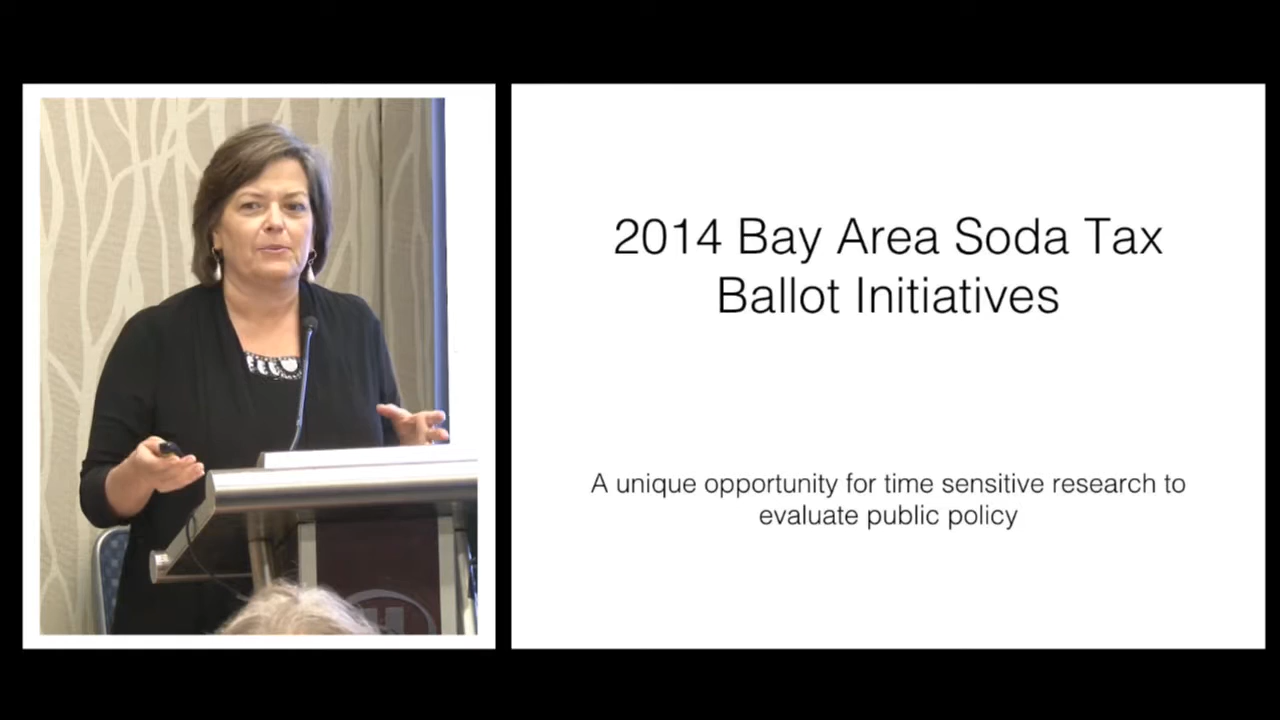 2014 Bay Area Soda Tax
Ballot Initiatives
A unique opportunity for time sensitive research to
evaluate public policy